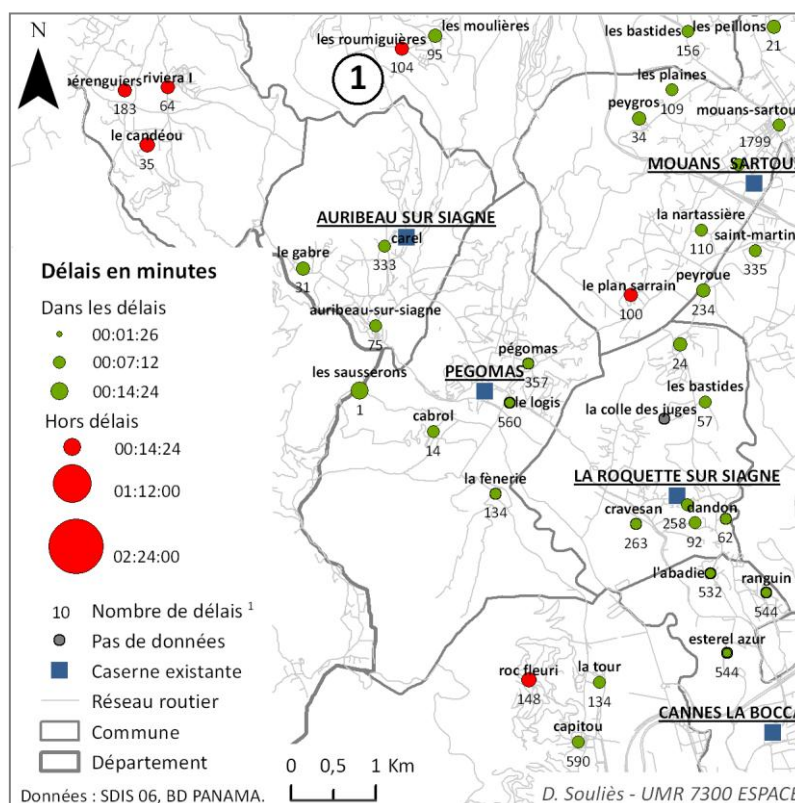 N
les moulières
les roumiguières
104
95
1
les bastides
156
les peillons
21
bérenguiers
183
riviera I
64
le candéou
35
les plaines
109
peygros
34
mouans-sartou
1799
MOUANS SARTOUS
AURIBEAU SUR SIAGNE
carel
333
le gabre
31
la nartassière
110
saint-martin
335
le plan sarrain
100
peyroue
234
auribeau-sur-siagne
75
pégomas
357
les sausserons
1
PEGOMAS
le logis
560
cabrol
14
la fènerie
134
24
les bastides
57
la colle des juges
LA ROQUETTE SUR SIAGNE
cravesan
263
258
dandon
92
62
l'abadie
532
ranguin
544
esterel azur
544
roc fleuri
148
la tour
134
capitou
590
CANNES LA BOCCA
Délais en minutes
Dans les délais
00:01:26
00:07:12
00:14:24
Hors délais
00:14:24
01:12:00
02:24:00
10 Nombre de délais ¹
Pas de données
Caserne existante
Réseau routier
Commune
Département
0 0,5 1 Km
Données : SDIS 06, BD PANAMA.
D. Souliès - UMR 7300 ESPACE